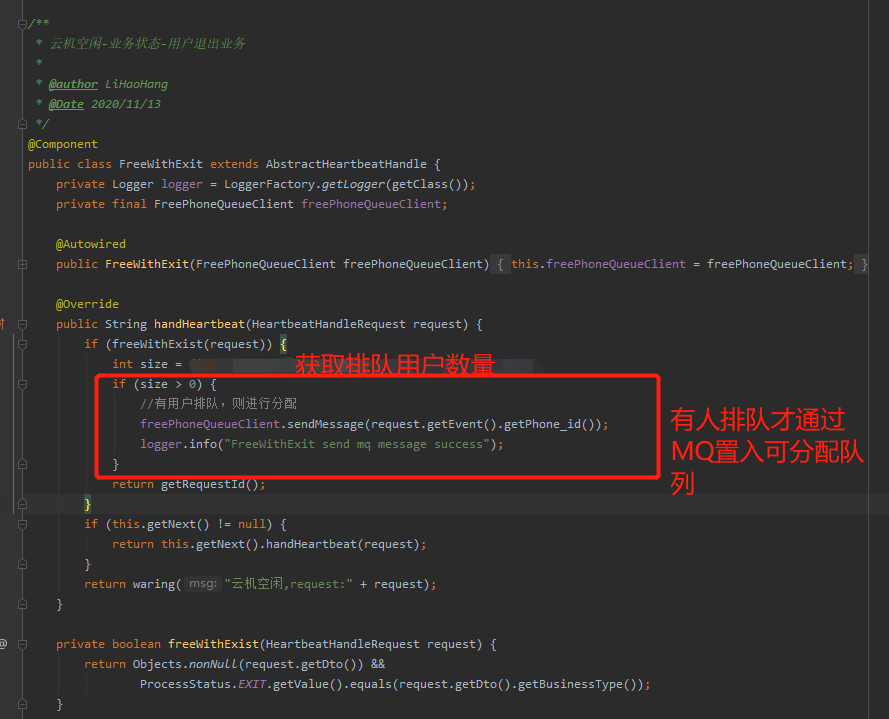 /**
* 云机空闲-业务状态-用户退出业务
*
* @author LiHaoHang
* @Date 2020/11/13
*/
@Component
public class FreeWithExit extends AbstractHeartbeatHandle {
private Logger logger = LoggerFactory.getLogger(getClass());
private final FreePhoneQueueClient freePhoneQueueClient;
@Autowired
public FreeWithExit(FreePhoneQueueClient freePhoneQueueClient) { this.freePhoneQueueClient = freePhoneQueueClient; }
@Override
public String handHeartbeat(HeartbeatHandleRequest request) {
if (freeWithExist(request)) {
int size = 获取排队用户数量
if (size > 0) {
//有用户排队，则进行分配
freePhoneQueueClient.sendMessage(request.getEvent().getPhone_id());
logger.info("FreeWithExit send mq message success");
}
return getRequestId();
}
if (this.getNext() != null) {
return this.getNext().handHeartbeat(request);
}
return waring( msg: "云机空闲,request:" + request);
}
private boolean freeWithExist(HeartbeatHandleRequest request) {
return Objects.nonNull(request.getDto()) &&
ProcessStatus.EXIT.getValue().equals(request.getDto().getBusinessType());
}
有人排队才通过
MQ置入可分配队
列